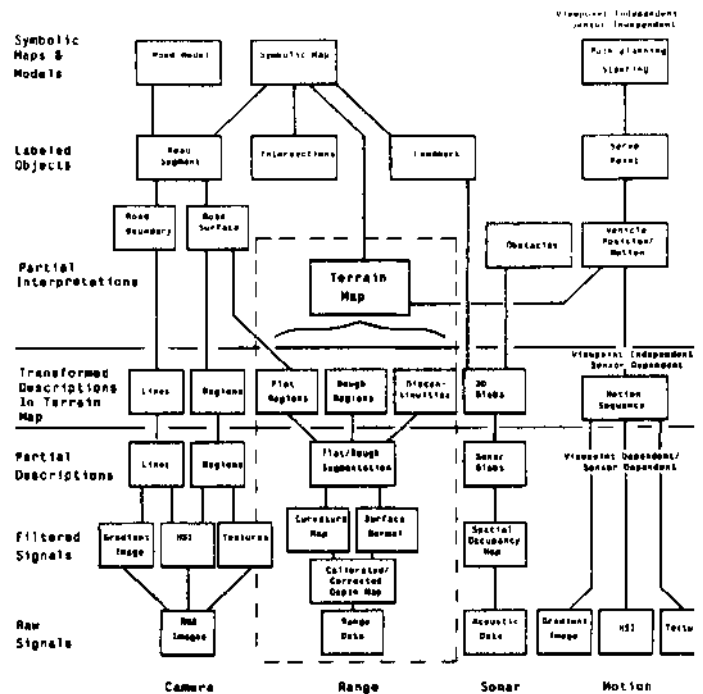 Viewpoint Independent
Sensor Independent
Symbolic
Maps &
Models
Road Model
Symbolic Map
Path Planning
Steering
Labeled
Objects
Road
Segment
Intersections
Landmark
Servo
Point
Road
Boundary
Road
Surface
Obstacles
Vehicle
Position/
Motion
Partial
Interpretations
Terrain
Map
Viewpoint Independent
Sensor Dependent
Transformed
Descriptions
In Terrain
Map
Lines
Regions
Flat
Regions
Rough
Regions
Discon-
tinuities
3D
Blobs
Motion
Sequence
Partial
Descriptions
Lines
Regions
Flat/Rough
Segmentation
Sonar
Blobs
Viewpoint Dependent/
Sensor Dependent
Filtered
Signals
Gradient
Image
HSI
Textures
Curvature
Map
Surface
Normal
Spatial
Occupancy
Map
Calibrated/
Corrected
Depth Map
Raw
Signals
Images
Range
Data
Acoustic
Data
Gradient
Image
HSI
Textu
Camera
Range
Sonar
Motion